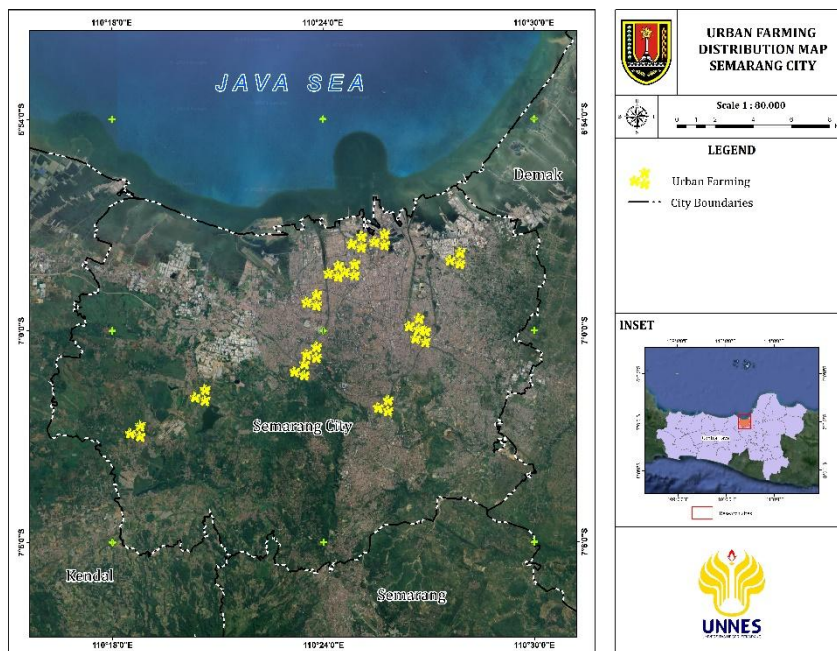 110°18'0"S
110°24'0"S
110°30'0"S
6°54'0"S
7°0'0"S
7°6'0"S
JAVA SEA
Demak
Semarang City
Kendal
Semarang
6°54'0"S
7°0'0"S
7°6'0"S
110°18'0"S
110°24'0"S
110°30'0"S
URBAN FARMING
DISTRIBUTION MAP
SEMARANG CITY
Scale 1 : 80.000
0 1 2 4 6 8
LEGEND
Urban Farming
City Boundaries
INSET
UNNES